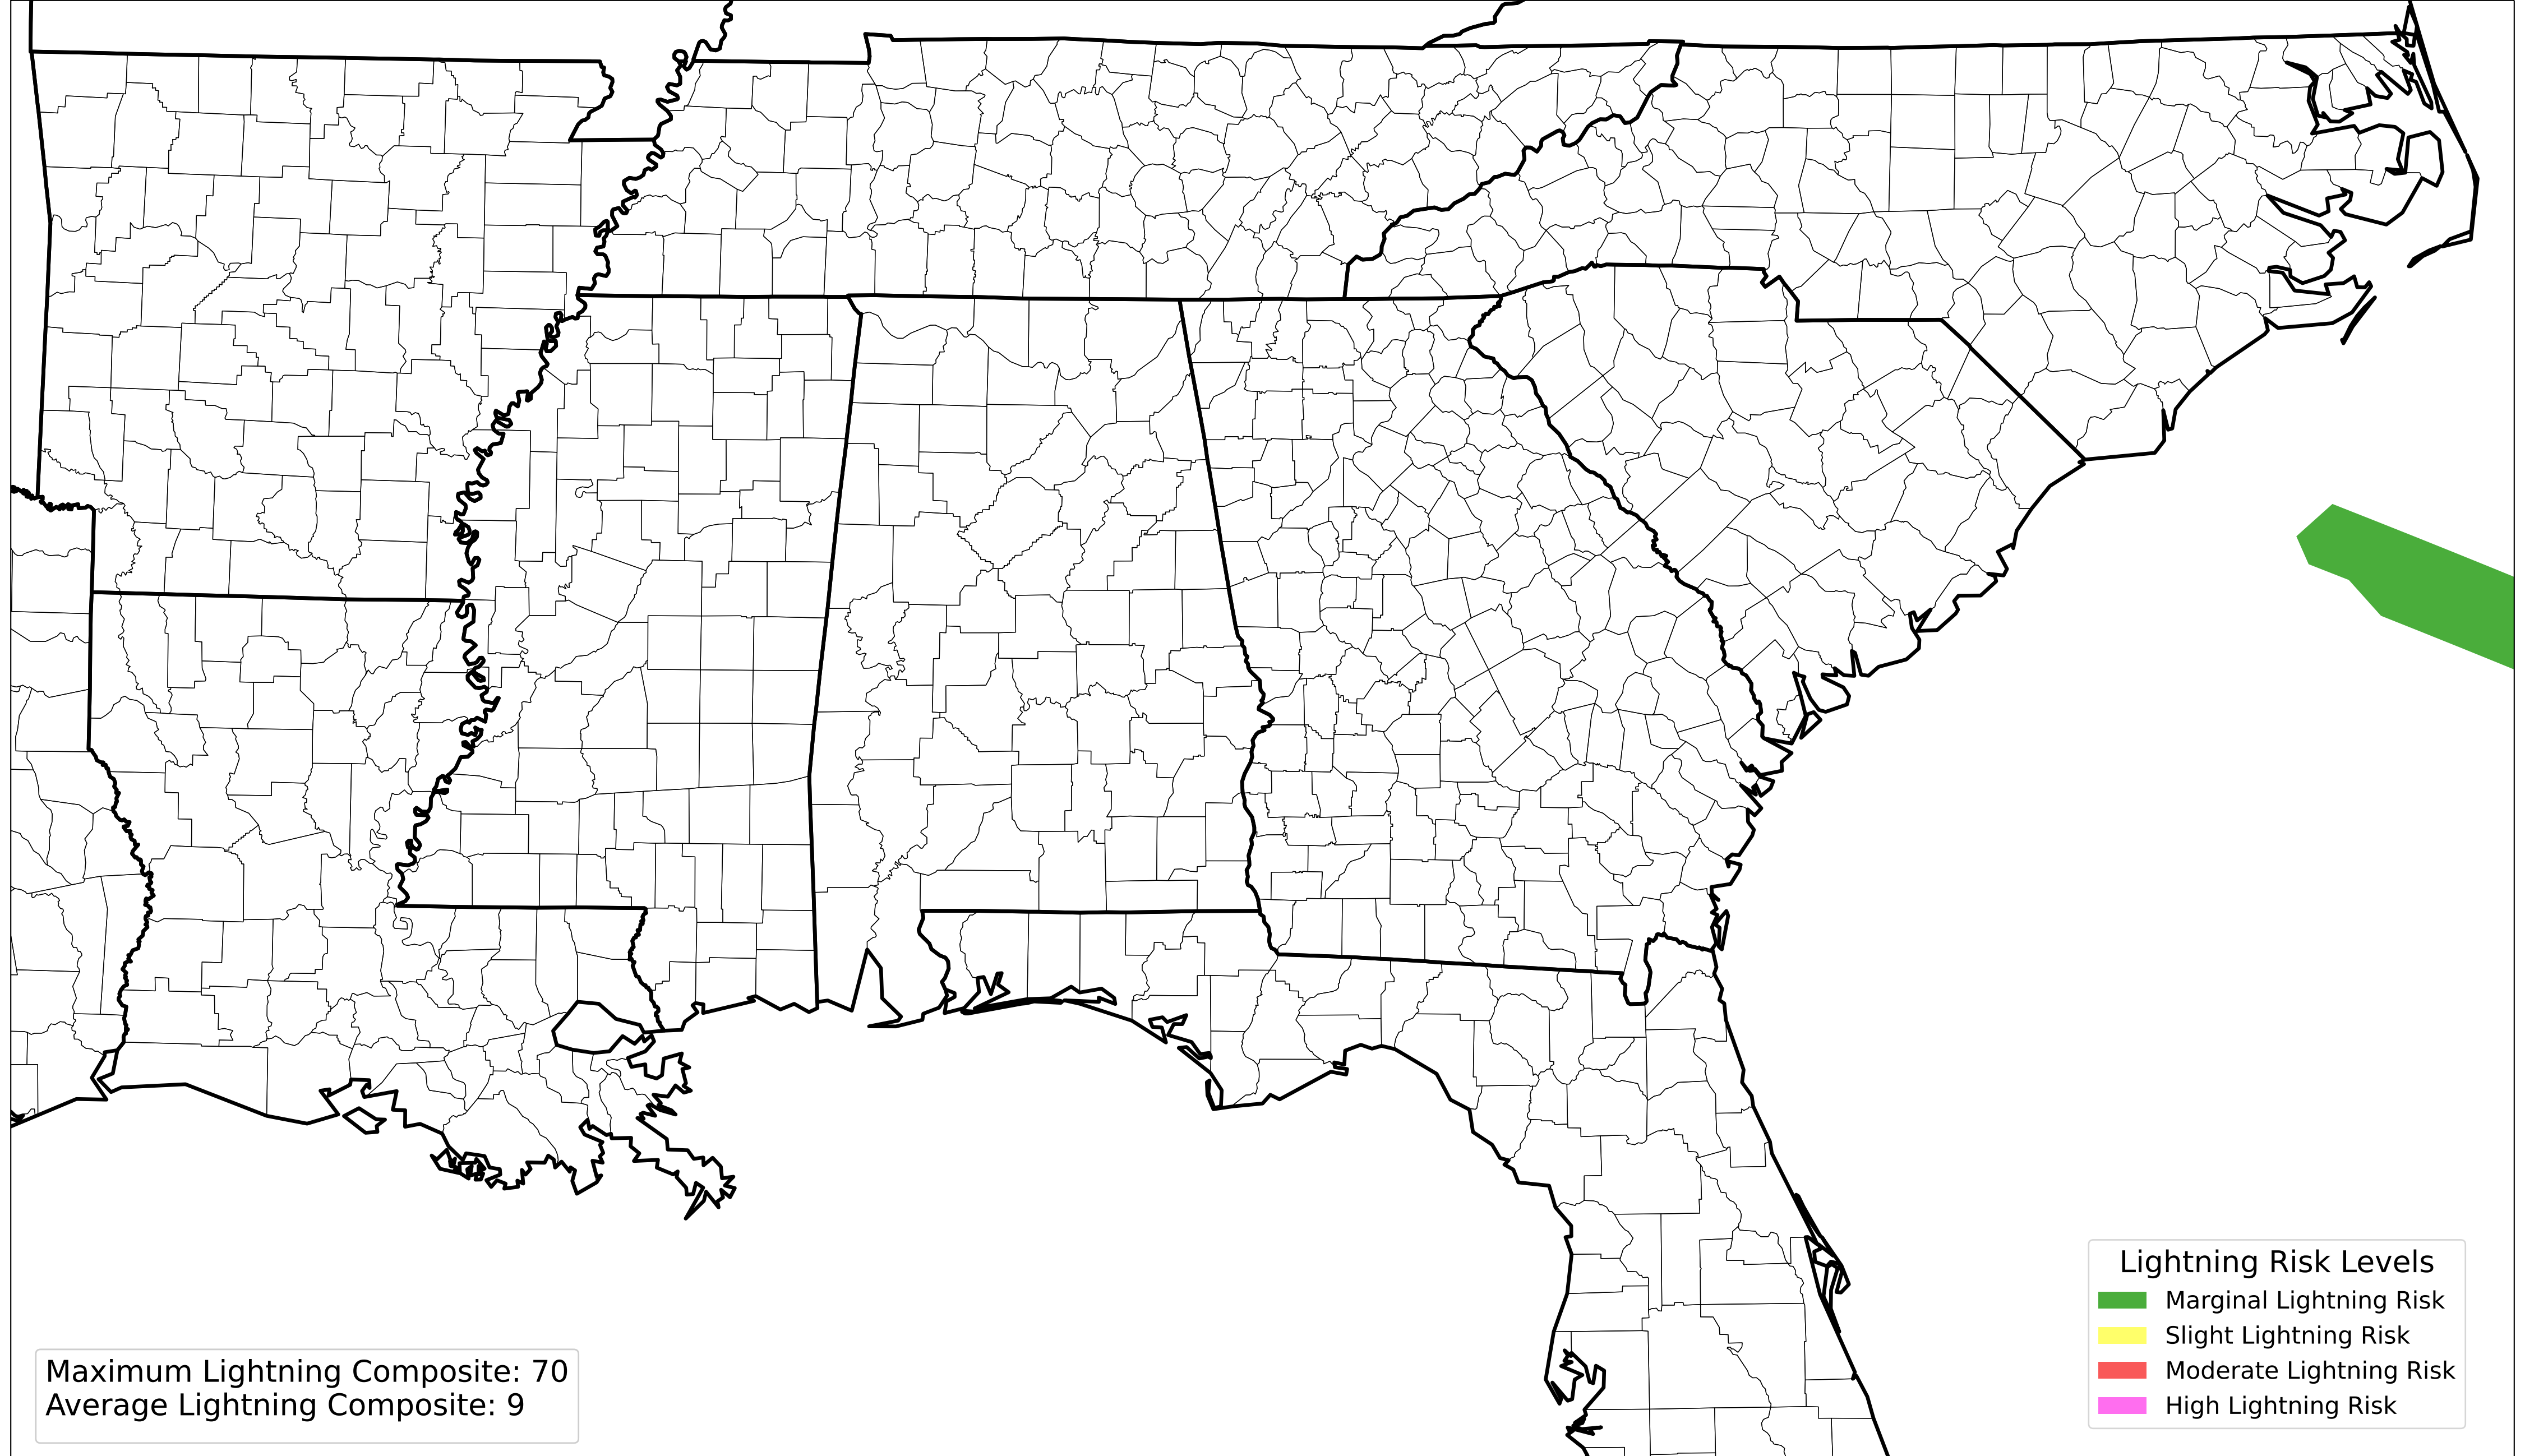 Lightning Risk Levels
Marginal Lightning Risk
Slight Lightning Risk
Moderate Lightning Risk
High Lightning Risk
Maximum Lightning Composite: 70
Average Lightning Composite: 9